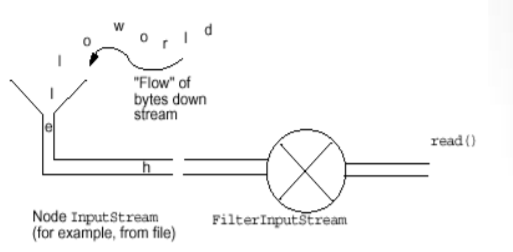 d
l
r
o
w
o
l
l
e
h
"Flow" of
bytes down
stream
read()
Node InputStream
(for example, from file)
FilterInputStream